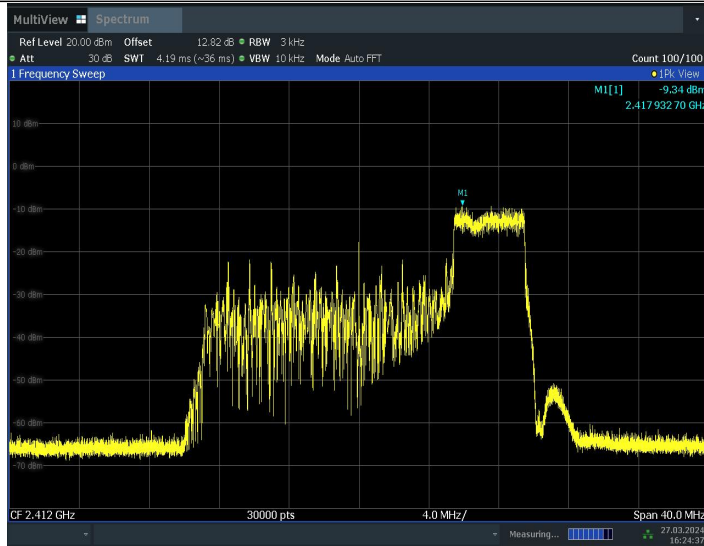 MultiView Spectrum
Ref Level 20.00 dBm Offset 12.82 dB RBW 3 kHz
Att 30 dB SWT 4.19 ms (~36 ms) VBW 10 kHz Mode Auto FFT Count 100/100
1 Frequency Sweep 1Pk View
M1[1] -9.34 dBm
2.417 932 70 GHz
10 dBm
0 dBm
M1
-10 dBm
-20 dBm
-30 dBm
-40 dBm
-50 dBm
-60 dBm
-70 dBm
CF 2.412 GHz 30000 pts 4.0 MHz/ Span 40.0 MHz
Measuring... 27.03.2024
16:24:37